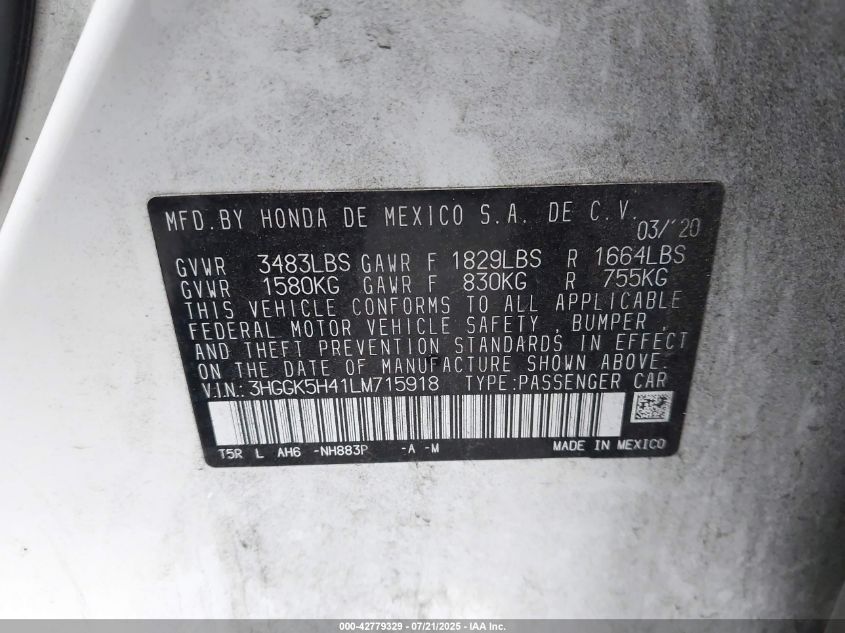 MFD.BY HONDA DE MEXICO S.A. DE C.V. 03/'20
GVWR 3483LBS GAWR F 1829LBS R 1664LBS
GVWR 1580KG GAWR F 830KG R 755KG
THIS VEHICLE CONFORMS TO ALL APPLICABLE
FEDERAL MOTOR VEHICLE SAFETY , BUMPER ,
AND THEFT PREVENTION STANDARDS IN EFFECT
ON THE DATE OF MANUFACTURE SHOWN ABOVE.
V.I.N.: 3HGGK5H41LM715918 TYPE:PASSENGER CAR
T5R L AH6 -NH883P -A -M MADE IN MEXICO
000-42779329 - 07/21/2025 - IAA Inc.